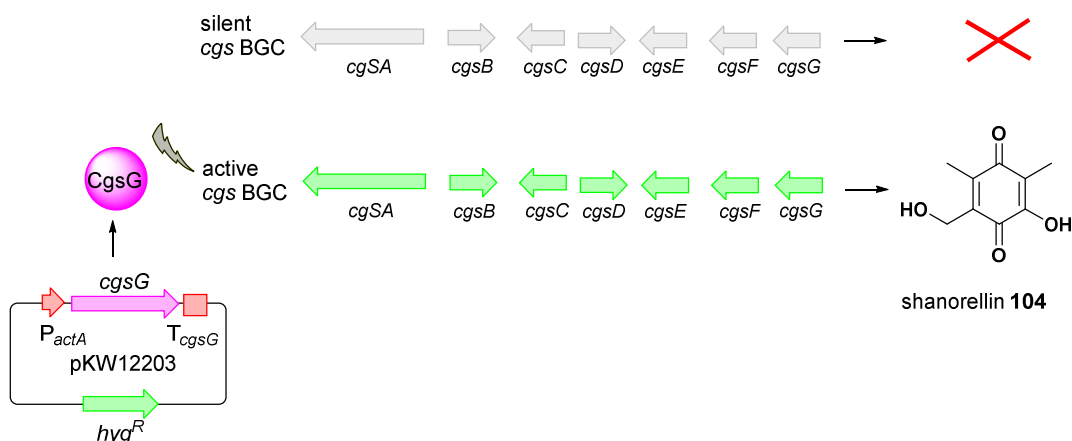 silent
cgs BGC
cgSA cgsB cgsC cgsD cgsE cgsF cgsG
CgsG
active
cgs BGC
cgSA cgsB cgsC cgsD cgsE cgsF cgsG
O
HO
OH
O
shanorellin 104
cgsG
PactA TcgsG
pKW12203
hygR